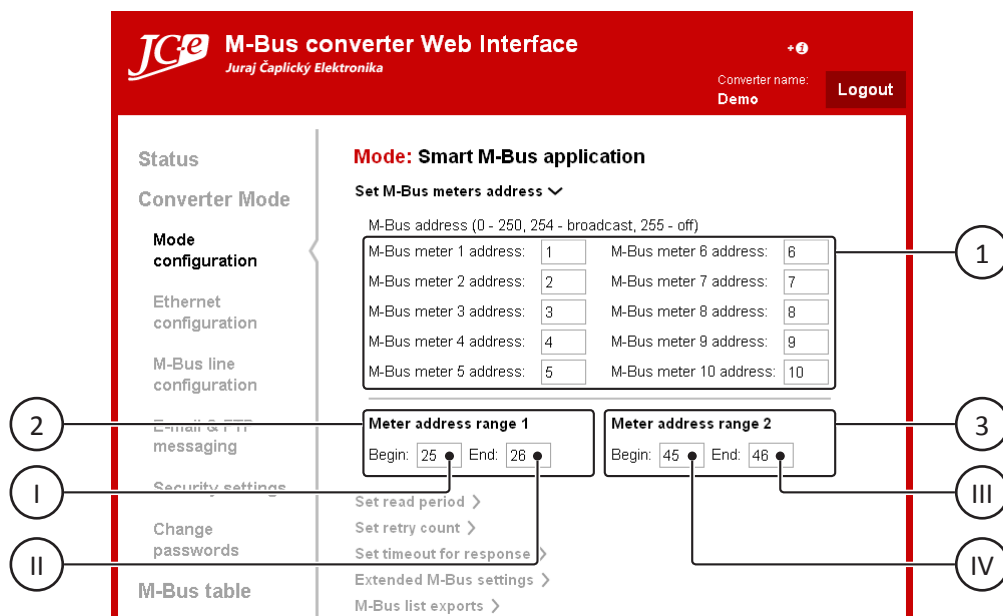 JC-e
M-Bus converter Web Interface
Juraj Čaplický Elektronika
+i
Converter name:
Demo
Logout
Status
Converter Mode
Mode
configuration
Ethernet
configuration
M-Bus line
configuration
E-mail & FTP
messaging
Security settings
Change
passwords
M-Bus table
Mode: Smart M-Bus application
Set M-Bus meters address
M-Bus address (0 - 250, 254 - broadcast, 255 - off)
M-Bus meter 1 address: 1 M-Bus meter 6 address: 6
M-Bus meter 2 address: 2 M-Bus meter 7 address: 7
M-Bus meter 3 address: 3 M-Bus meter 8 address: 8
M-Bus meter 4 address: 4 M-Bus meter 9 address: 9
M-Bus meter 5 address: 5 M-Bus meter 10 address: 10
Meter address range 1
Begin: 25 End: 26
Meter address range 2
Begin: 45 End: 46
Set read period
Set retry count
Set timeout for response
Extended M-Bus settings
M-Bus list exports
1
2
3
I
II
III
IV